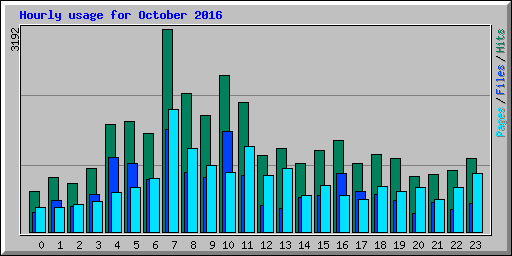 Hourly usage for October 2016
3192
Pages / Files / Hits
0 1 2 3 4 5 6 7 8 9 10 11 12 13 14 15 16 17 18 19 20 21 22 23